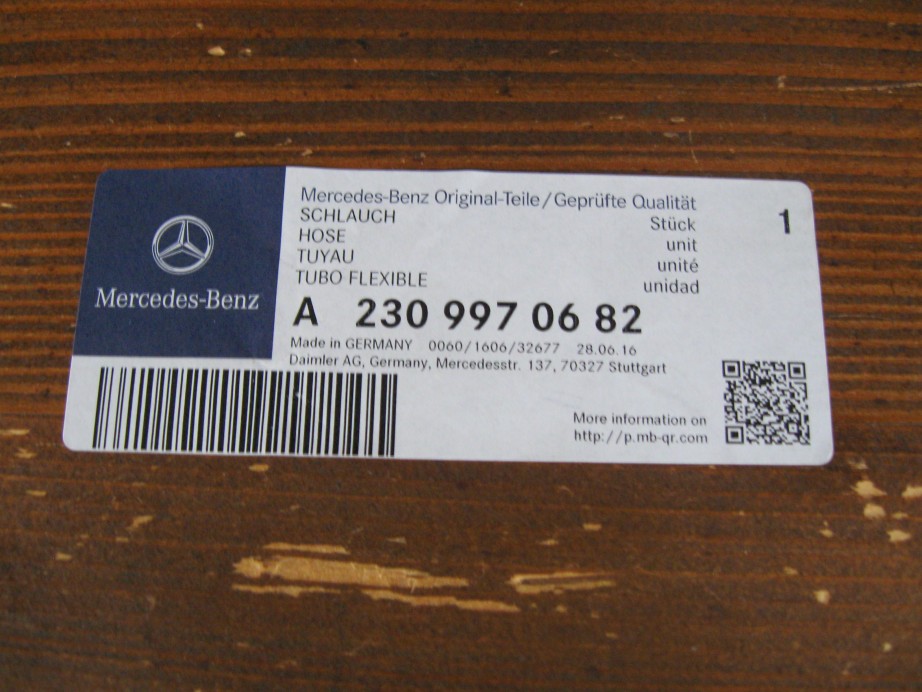 Mercedes-Benz
Mercedes-Benz Original-Teile/Geprüfte Qualität
SCHLAUCH Stück 1
HOSE unit
TUYAU unité
TUBO FLEXIBLE unidad
A 230 997 06 82
Made in GERMANY 0060/1606/32677 28.06.16
Daimler AG, Germany, Mercedesstr. 137, 70327 Stuttgart
More information on
http://p.mb-qr.com